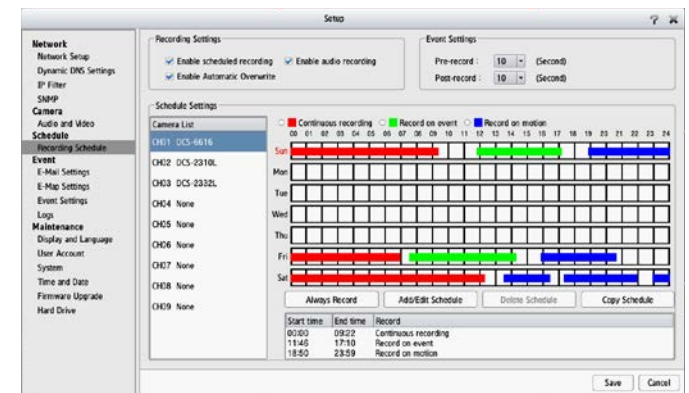 Setup
? ×
Network
Network Setup
Dynamic DNS Settings
IP Filter
SNMP
Camera
Audio and Video
Schedule
Recording Schedule
Event
E-Mail Settings
E-Map Settings
Event Settings
Logs
Maintenance
Display and Language
User Account
System
Time and Date
Firmware Upgrade
Hard Drive
Recording Settings
Enable scheduled recording Enable audio recording
Enable Automatic Overwrite
Event Settings
Pre-record : 10 (Second)
Post-record : 10 (Second)
Schedule Settings
Camera List
CH01 DCS-6616
CH02 DCS-2310L
CH03 DCS-2332L
CH04 None
CH05 None
CH06 None
CH07 None
CH08 None
CH09 None
Continuous recording Record on event Record on motion
00 01 02 03 04 05 06 07 08 09 10 11 12 13 14 15 16 17 18 19 20 21 22 23 24
Sun
Mon
Tue
Wed
Thu
Fri
Sat
Always Record Add/Edit Schedule Delete Schedule Copy Schedule
Start time End time Record
00:00 09:22 Continuous recording
11:46 17:10 Record on event
18:50 23:59 Record on motion
Save Cancel